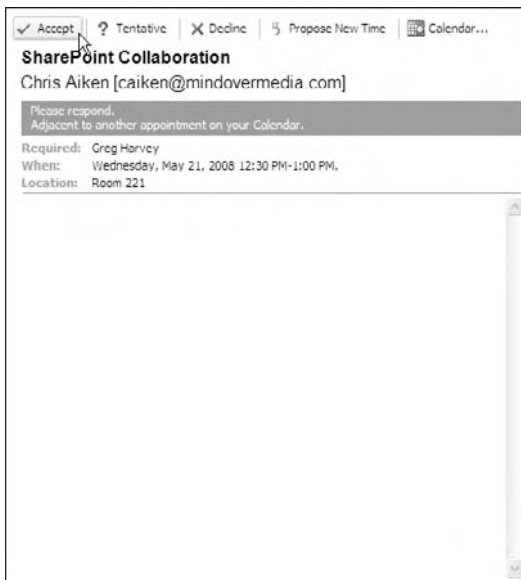 Accept ? Tentative Decline Propose New Time Calendar...
SharePoint Collaboration
Chris Aiken [caiken@mindovermedia.com]
Please respond.
Adjacent to another appointment on your Calendar.
Required: Greg Harvey
When: Wednesday, May 21, 2008 12:30 PM-1:00 PM.
Location: Room 221